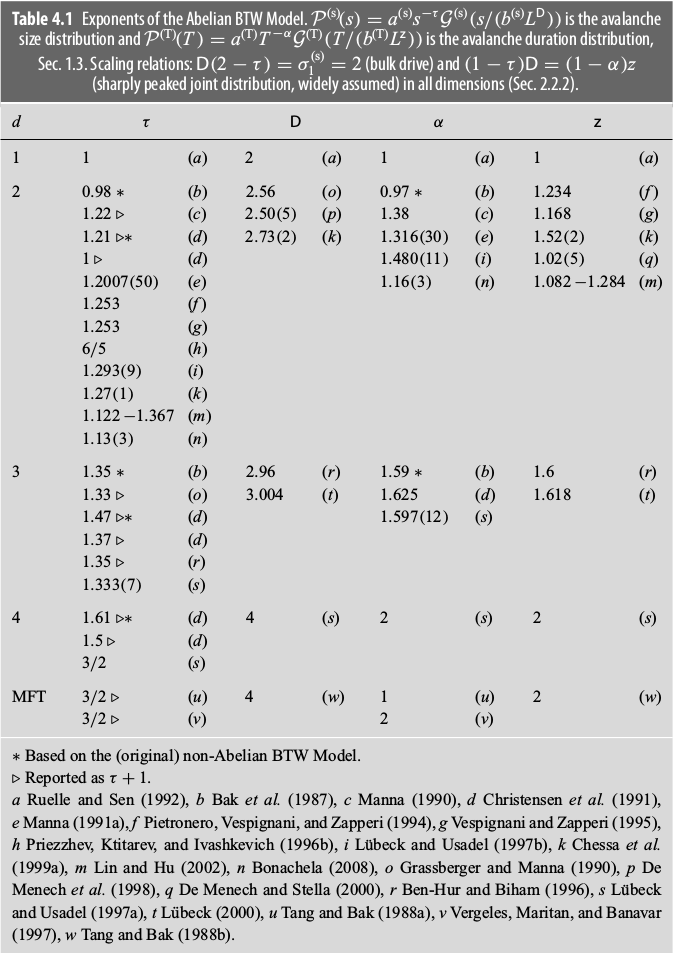 Table 4.1 Exponents of the Abelian BTW Model. 𝒫⁽ˢ⁾(s) = a⁽ˢ⁾s^−τ 𝒢⁽ˢ⁾(s/(b⁽ˢ⁾L^D)) is the avalanche
size distribution and 𝒫⁽ᵀ⁾(T) = a⁽ᵀ⁾T^−α 𝒢⁽ᵀ⁾(T/(b⁽ᵀ⁾L^z)) is the avalanche duration distribution,
Sec. 1.3. Scaling relations: D(2 − τ) = σ₁⁽ˢ⁾ = 2 (bulk drive) and (1 − τ)D = (1 − α)z
(sharply peaked joint distribution, widely assumed) in all dimensions (Sec. 2.2.2).
d τ D α z
1 1 (a) 2 (a) 1 (a) 1 (a)
2 0.98 ∗ (b) 2.56 (o) 0.97 ∗ (b) 1.234 (f)
1.22 ▹ (c) 2.50(5) (p) 1.38 (c) 1.168 (g)
1.21 ▹∗ (d) 2.73(2) (k) 1.316(30) (e) 1.52(2) (k)
1 ▹ (d) 1.480(11) (i) 1.02(5) (q)
1.2007(50) (e) 1.16(3) (n) 1.082 −1.284 (m)
1.253 (f)
1.253 (g)
6/5 (h)
1.293(9) (i)
1.27(1) (k)
1.122 −1.367 (m)
1.13(3) (n)
3 1.35 ∗ (b) 2.96 (r) 1.59 ∗ (b) 1.6 (r)
1.33 ▹ (o) 3.004 (t) 1.625 (d) 1.618 (t)
1.47 ▹∗ (d) 1.597(12) (s)
1.37 ▹ (d)
1.35 ▹ (r)
1.333(7) (s)
4 1.61 ▹∗ (d) 4 (s) 2 (s) 2 (s)
1.5 ▹ (d)
3/2 (s)
MFT 3/2 ▹ (u) 4 (w) 1 (u) 2 (w)
3/2 ▹ (v) 2 (v)
∗ Based on the (original) non-Abelian BTW Model.
▹ Reported as τ + 1.
a Ruelle and Sen (1992), b Bak et al. (1987), c Manna (1990), d Christensen et al. (1991),
e Manna (1991a), f Pietronero, Vespignani, and Zapperi (1994), g Vespignani and Zapperi (1995),
h Priezzhev, Ktitarev, and Ivashkevich (1996b), i Lübeck and Usadel (1997b), k Chessa et al.
(1999a), m Lin and Hu (2002), n Bonachela (2008), o Grassberger and Manna (1990), p De
Menech et al. (1998), q De Menech and Stella (2000), r Ben-Hur and Biham (1996), s Lübeck
and Usadel (1997a), t Lübeck (2000), u Tang and Bak (1988a), v Vergeles, Maritan, and Banavar
(1997), w Tang and Bak (1988b).